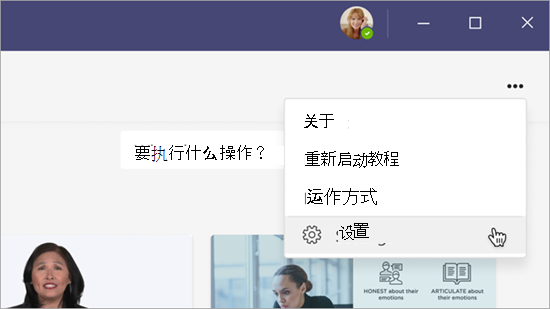 关于
要执行什么操作？
重新启动教程
运作方式
设置
HONEST about their emotions
ARTICULATE about their emotions